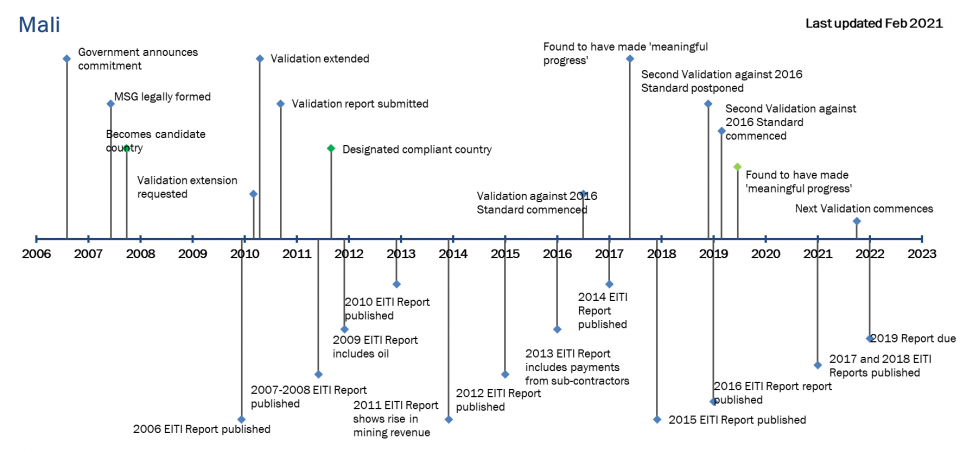 Mali
Last updated Feb 2021
Government announces
commitment
MSG legally formed
Becomes candidate
country
Validation extension
requested
Validation extended
Validation report submitted
Designated compliant country
Validation against 2016
Standard commenced
Found to have made 'meaningful
progress'
Second Validation against 2016
Standard postponed
Second Validation against
2016 Standard
commenced
Found to have made
'meaningful progress'
Next Validation commences
2006 2007 2008 2009 2010 2011 2012 2013 2014 2015 2016 2017 2018 2019 2020 2021 2022 2023
2006 EITI Report published
2007-2008 EITI Report
published
2009 EITI Report
includes oil
2010 EITI Report
published
2011 EITI Report
shows rise in
mining revenue
2012 EITI Report
published
2013 EITI Report
includes payments
from sub-contractors
2014 EITI
Report
published
2015 EITI Report published
2016 EITI Report report
published
2017 and 2018 EITI
Reports published
2019 Report due